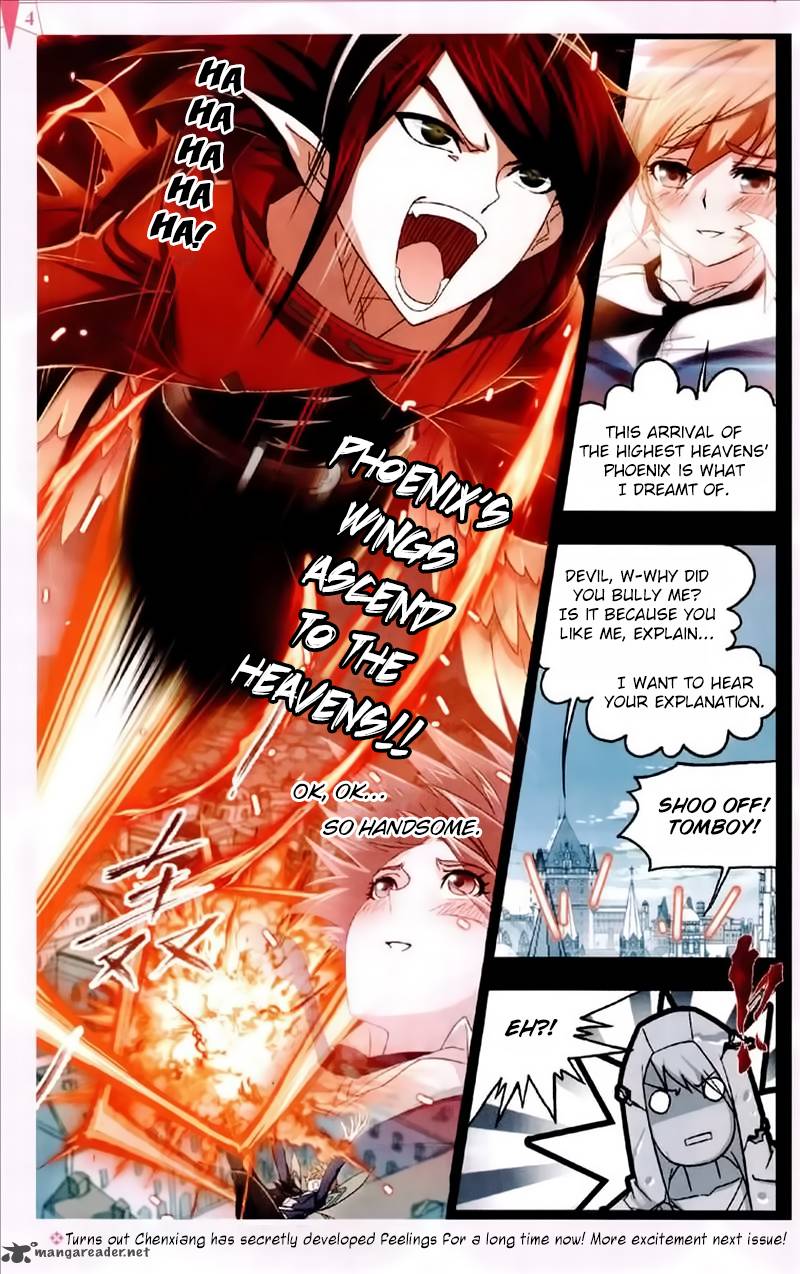 4
HA
HA
HA
HA
HA!
THIS ARRIVAL OF
THE HIGHEST HEAVENS'
PHOENIX IS WHAT
I DREAMT OF.
PHOENIX'S
WINGS
ASCEND
TO THE
HEAVENS!!
DEVIL, W-WHY DID
YOU BULLY ME?
IS IT BECAUSE YOU
LIKE ME, EXPLAIN...
I WANT TO HEAR
YOUR EXPLANATION.
OK, OK...
SO HANDSOME.
SHOO OFF!
TOMBOY!
轰
EH?!
Turns out Chenxiang has secretly developed feelings for a long time now! More excitement next issue!
mangareader.net